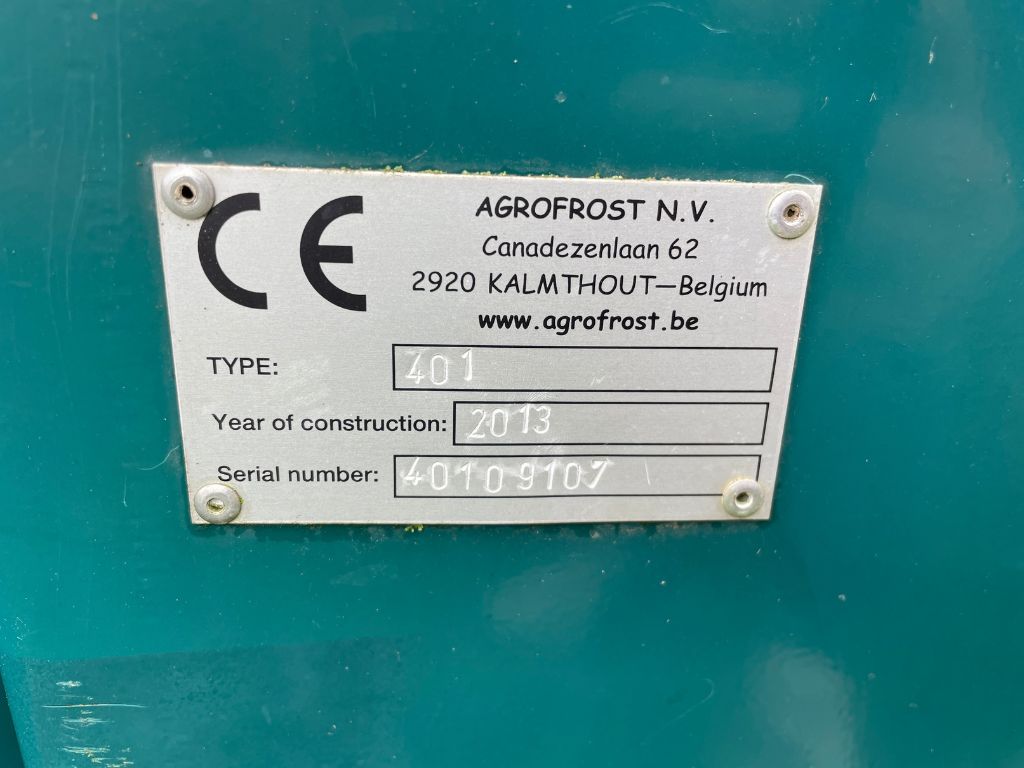 CE
AGROFROST N.V.
Canadezenlaan 62
2920 KALMTHOUT—Belgium
www.agrofrost.be
TYPE: 401
Year of construction: 2013
Serial number: 40109107